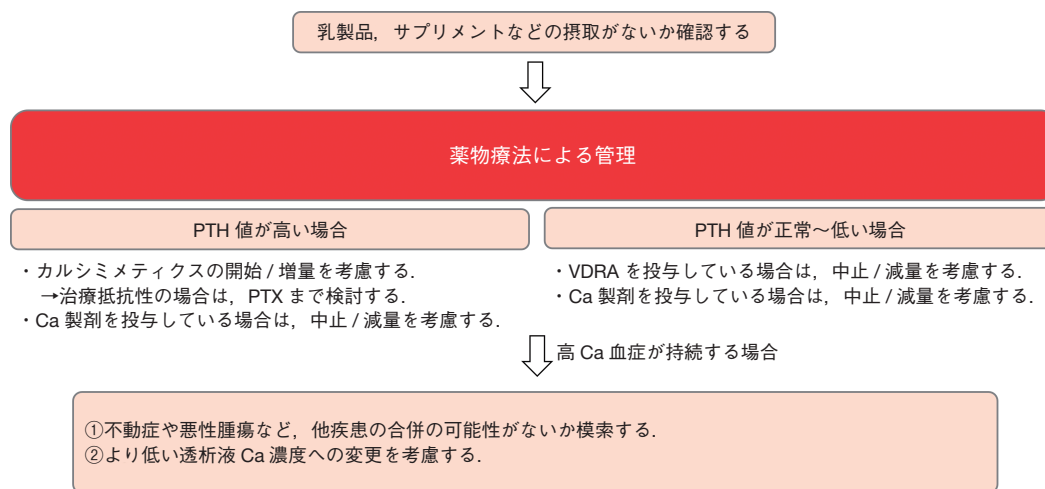 乳製品，サプリメントなどの摂取がないか確認する
薬物療法による管理
PTH 値が高い場合
・カルシミメティクスの開始 / 増量を考慮する.
→治療抵抗性の場合は，PTX まで検討する.
・Ca 製剤を投与している場合は，中止 / 減量を考慮する.
PTH 値が正常～低い場合
・VDRA を投与している場合は，中止 / 減量を考慮する.
・Ca 製剤を投与している場合は，中止 / 減量を考慮する.
高 Ca 血症が持続する場合
①不動症や悪性腫瘍など，他疾患の合併の可能性がないか模索する.
②より低い透析液 Ca 濃度への変更を考慮する.